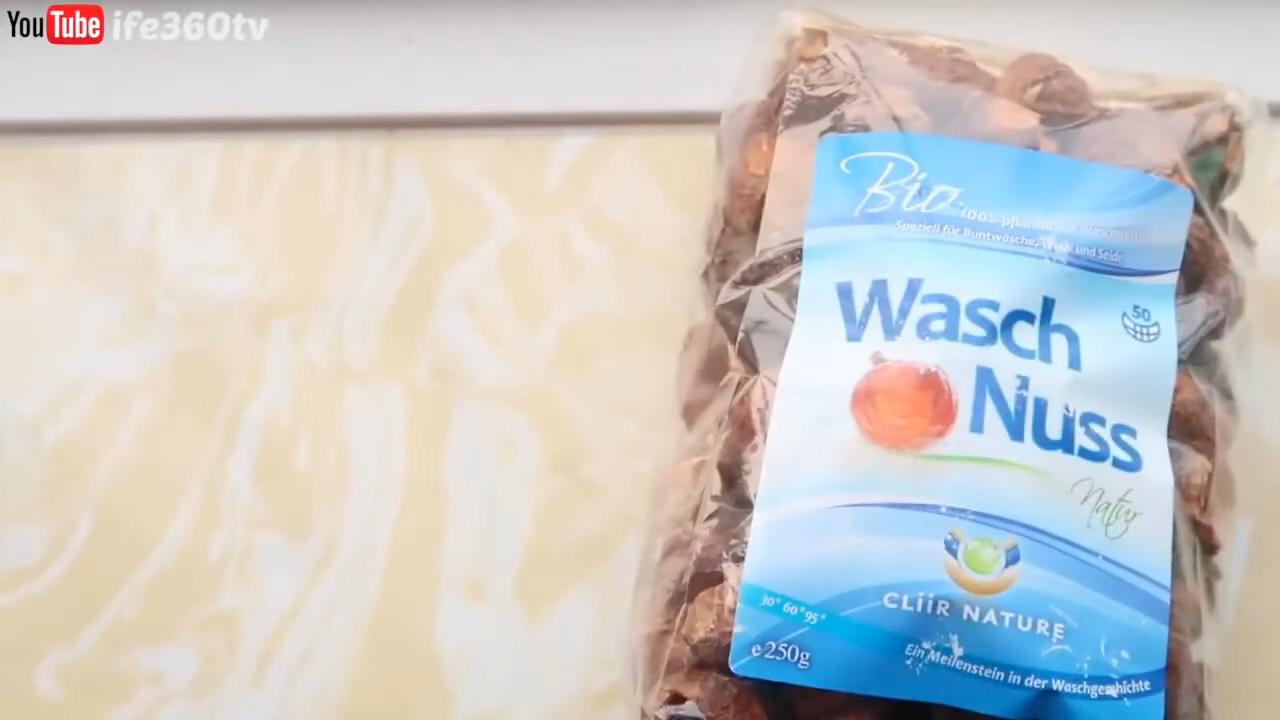 YouTube ife360tv
Bio
100% pflanzliches Waschmittel
Speziell für Buntwäsche, Wolle und Seide
50
Wasch
Nuss
Natur
CLiiR NATURE
30° 60° 95°
e 250g
Ein Meilenstein in der Waschgeschichte